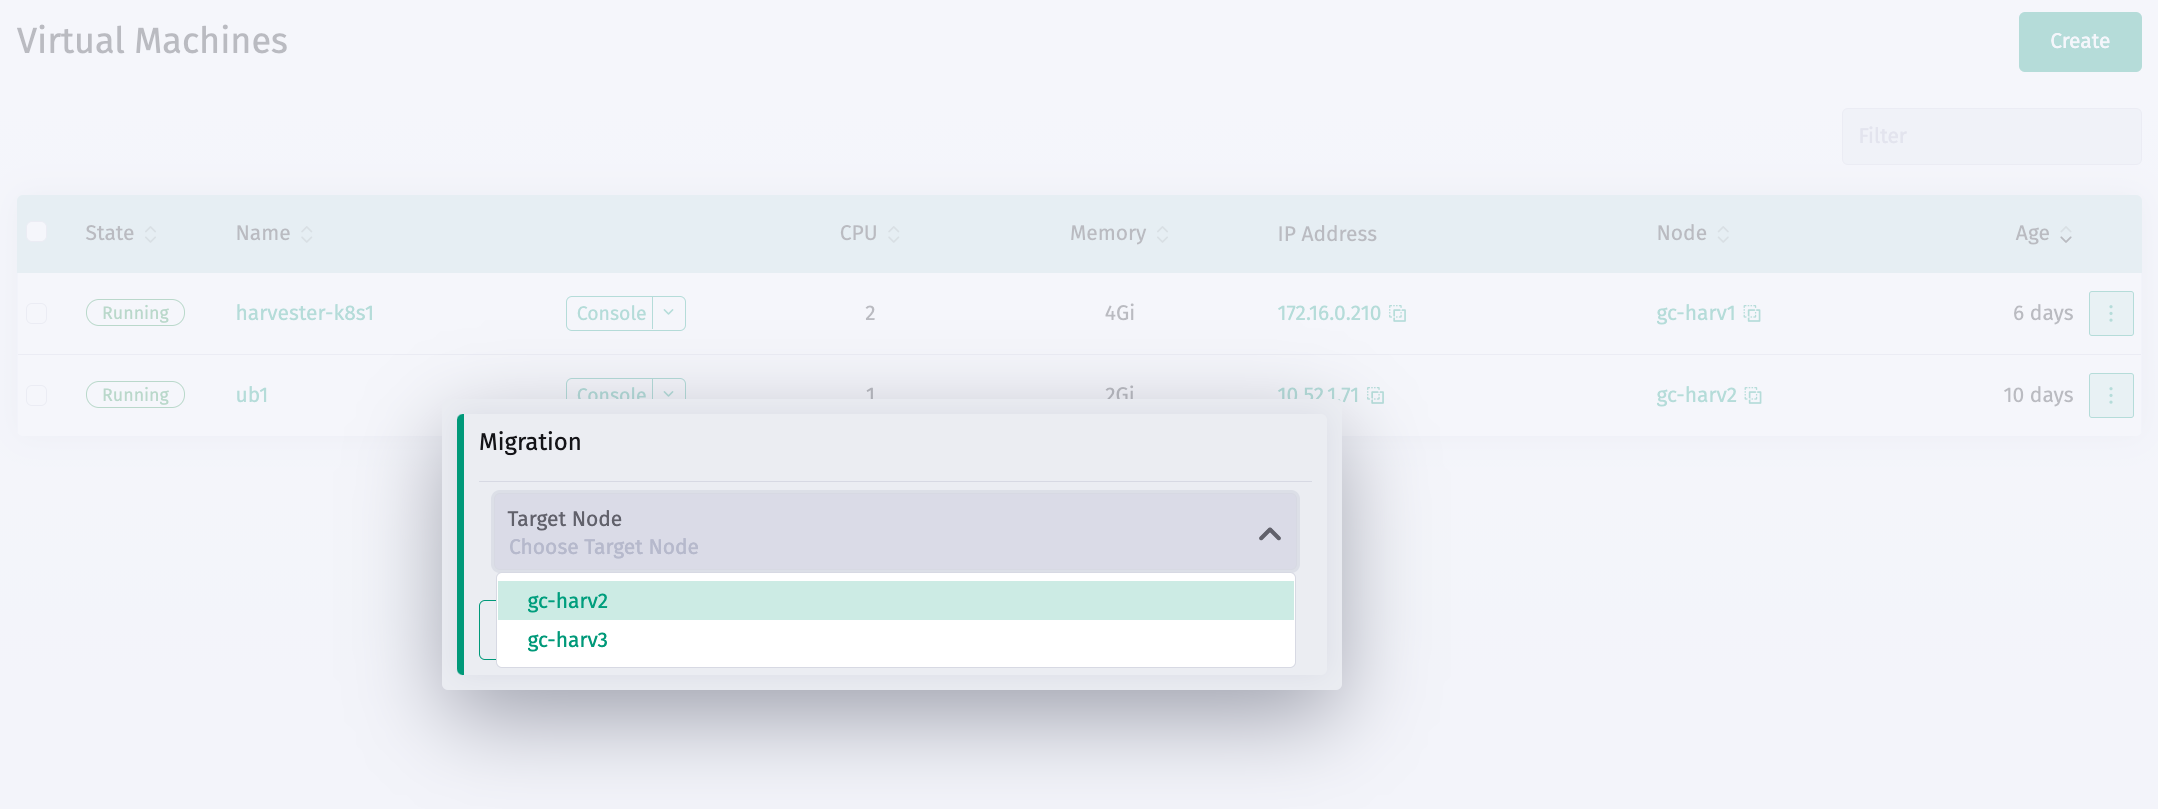 Virtual Machines
Create
Filter
State Name CPU Memory IP Address Node Age
Running harvester-k8s1 Console 2 4Gi 172.16.0.210 gc-harv1 6 days
Running ub1 Console 1 2Gi 10.52.1.71 gc-harv2 10 days
Migration
Target Node
Choose Target Node
gc-harv2
gc-harv3